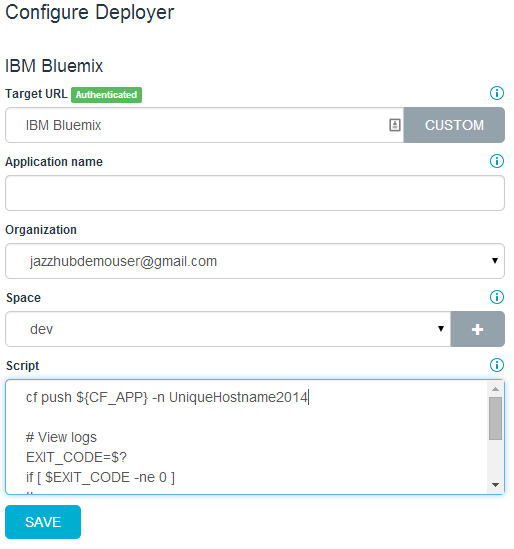 Configure Deployer
IBM Bluemix
Target URL Authenticated
IBM Bluemix CUSTOM
Application name
Organization
jazzhubdemouser@gmail.com
Space
dev +
Script
cf push ${CF_APP} -n UniqueHostname2014
# View logs
EXIT_CODE=$?
if [ $EXIT_CODE -ne 0 ]
SAVE